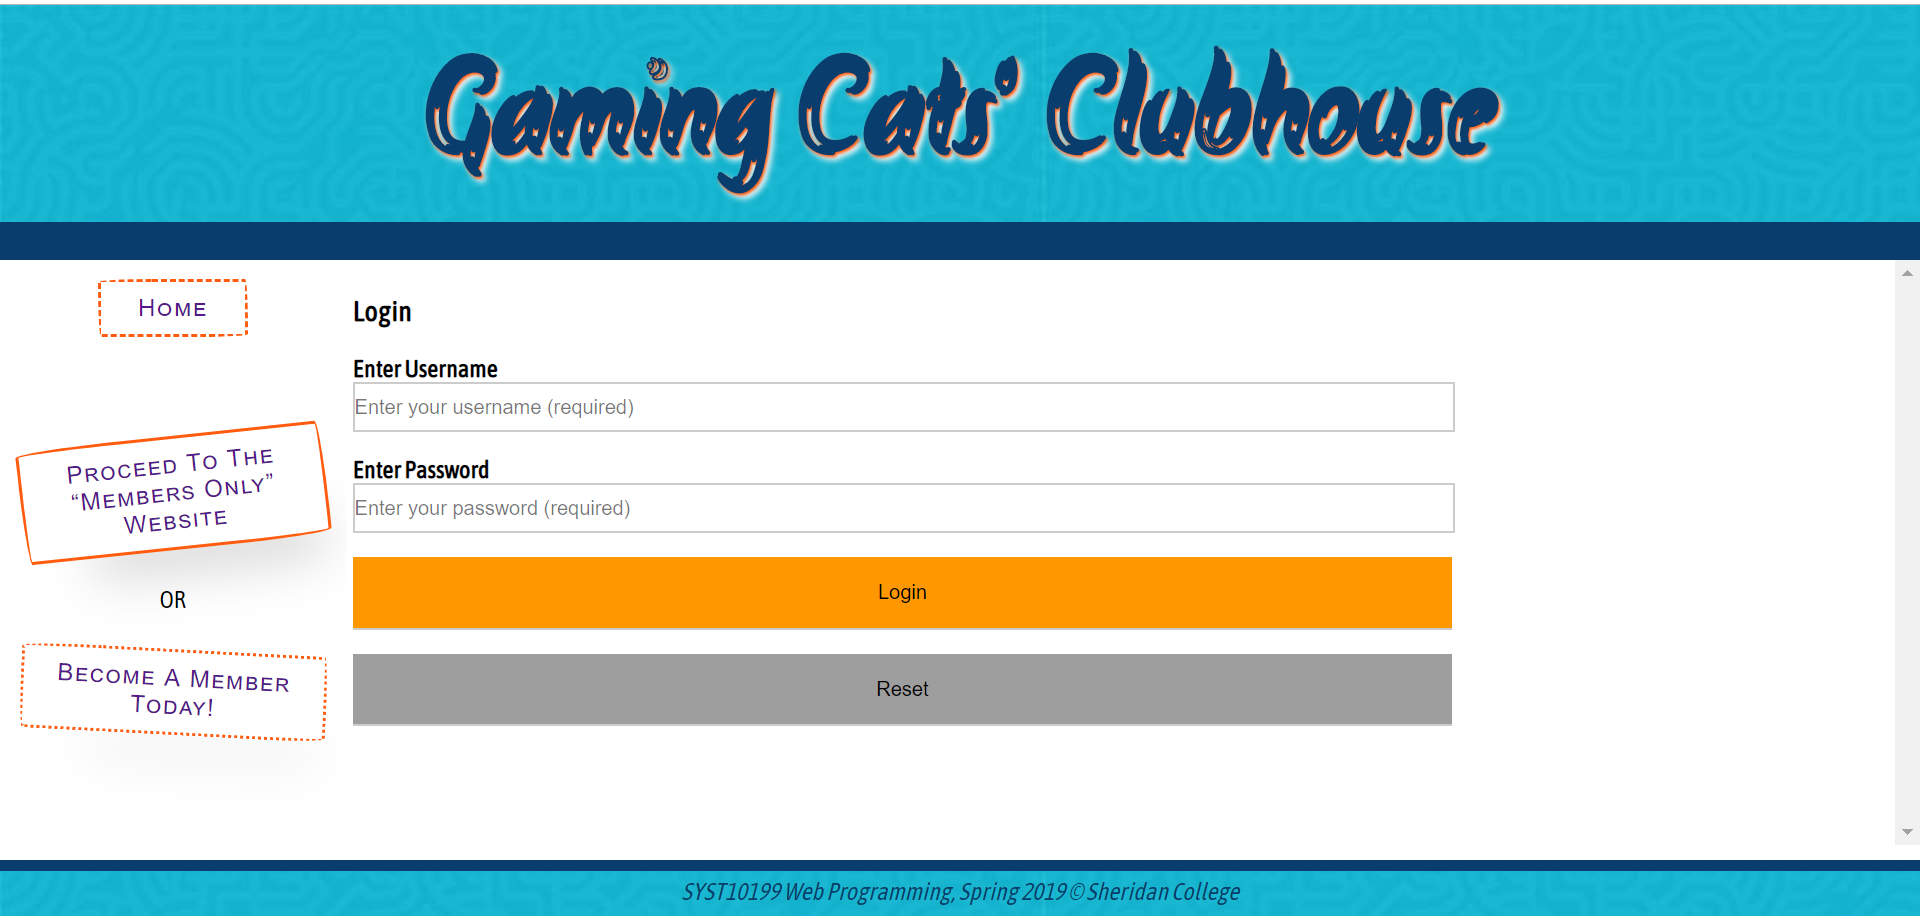 Gaming Cats' Clubhouse
Home
Proceed To The
“Members Only”
Website
OR
Become A Member
Today!
Login
Enter Username
Enter your username (required)
Enter Password
Enter your password (required)
Login
Reset
SYST10199 Web Programming, Spring 2019 © Sheridan College